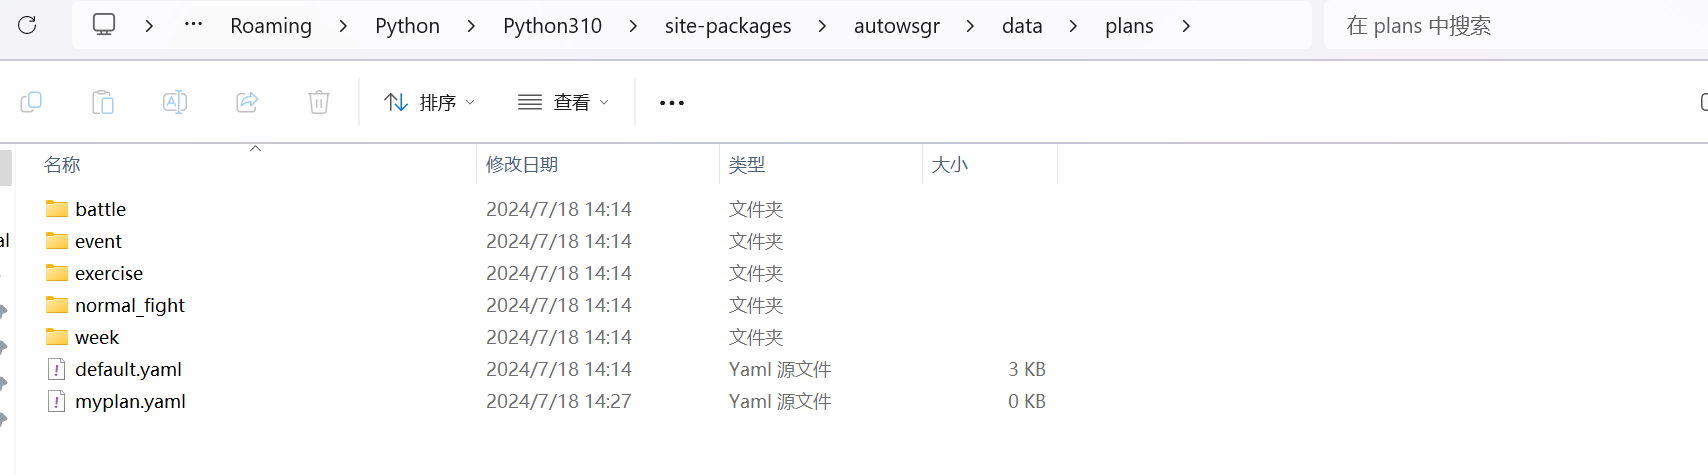 … Roaming Python Python310 site-packages autowsgr data plans 在 plans 中搜索
排序 查看 •••
名称 修改日期 类型 大小
battle 2024/7/18 14:14 文件夹
event 2024/7/18 14:14 文件夹
exercise 2024/7/18 14:14 文件夹
normal_fight 2024/7/18 14:14 文件夹
week 2024/7/18 14:14 文件夹
default.yaml 2024/7/18 14:14 Yaml 源文件 3 KB
myplan.yaml 2024/7/18 14:27 Yaml 源文件 0 KB